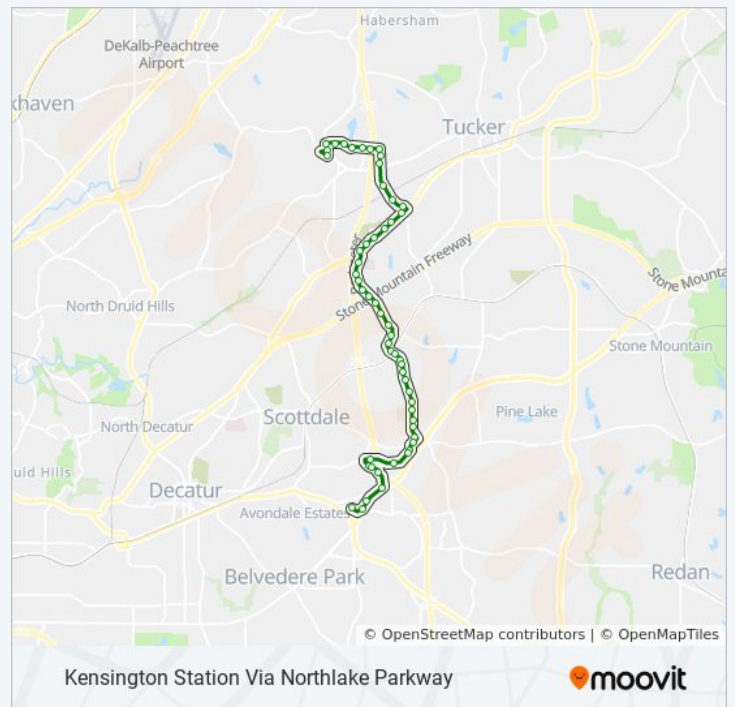 Habersham
DeKalb-Peachtree
Airport
khaven
Tucker
Stone Mountain Freeway
Stone Mounta
North Druid Hills
Stone Mountain
Scottdale
Pine Lake
North Decatur
uid Hills
Decatur
Avondale Estates
Belvedere Park
Redan
© OpenStreetMap contributors | © OpenMapTiles
Kensington Station Via Northlake Parkway
moovit